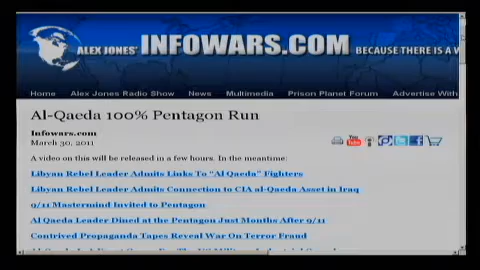 ALEX JONES' INFOWARS.COM BECAUSE THERE IS A W
Home Alex Jones Radio Show News Multimedia Prison Planet Forum Advertise With
Al-Qaeda 100% Pentagon Run
Infowars.com
March 30, 2011
You Tube
A video on this will be released in a few hours. In the meantime:
Libyan Rebel Leader Admits Links To "Al Qaeda" Fighters
Libyan Rebel Leader Admits Connection to CIA al-Qaeda Asset in Iraq
9/11 Mastermind Invited to Pentagon
Al Qaeda Leader Dined at the Pentagon Just Months After 9/11
Contrived Propaganda Tapes Reveal War On Terror Fraud